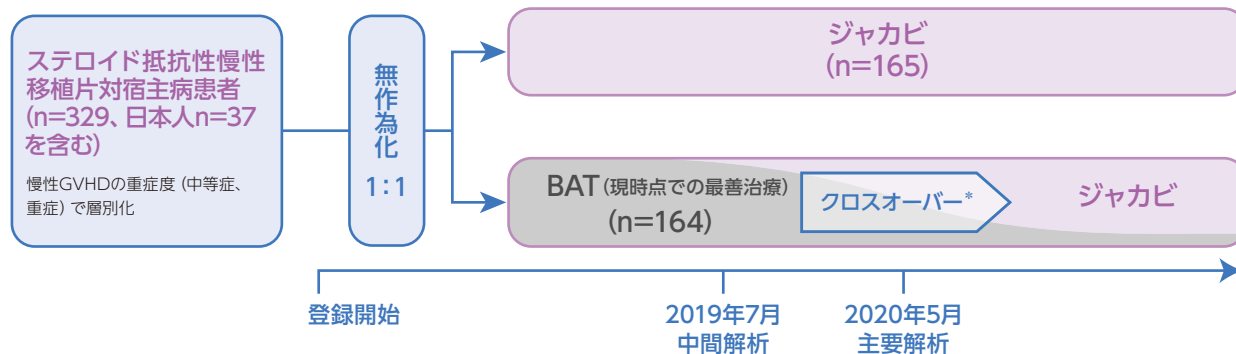 ステロイド抵抗性慢性
移植片対宿主病患者
(n=329、日本人n=37
を含む)
慢性GVHDの重症度 (中等症、
重症) で層別化
無作為化
1:1
ジャカビ
(n=165)
BAT (現時点での最善治療)
(n=164)
クロスオーバー*
ジャカビ
登録開始
2019年7月
中間解析
2020年5月
主要解析